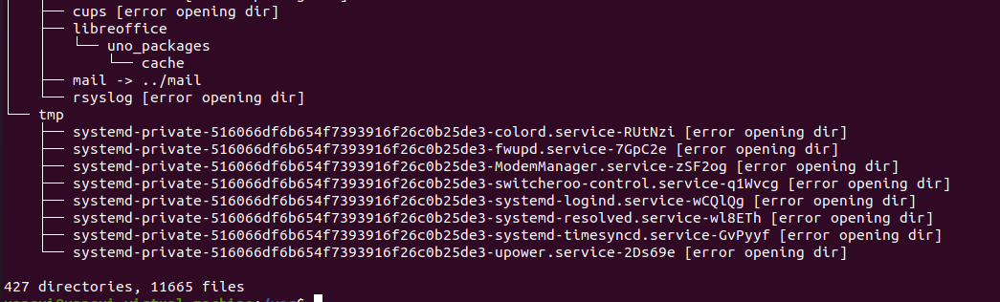 cups [error opening dir]
libreoffice
uno_packages
cache
mail -> ../mail
rsyslog [error opening dir]
tmp
systemd-private-516066df6b654f7393916f26c0b25de3-colord.service-RUtNzi [error opening dir]
systemd-private-516066df6b654f7393916f26c0b25de3-fwupd.service-7GpC2e [error opening dir]
systemd-private-516066df6b654f7393916f26c0b25de3-ModemManager.service-zSF2og [error opening dir]
systemd-private-516066df6b654f7393916f26c0b25de3-switcheroo-control.service-q1Wvcg [error opening dir]
systemd-private-516066df6b654f7393916f26c0b25de3-systemd-logind.service-wCQlQg [error opening dir]
systemd-private-516066df6b654f7393916f26c0b25de3-systemd-resolved.service-wl8ETh [error opening dir]
systemd-private-516066df6b654f7393916f26c0b25de3-systemd-timesyncd.service-GvPyyf [error opening dir]
systemd-private-516066df6b654f7393916f26c0b25de3-upower.service-2Ds69e [error opening dir]
427 directories, 11665 files